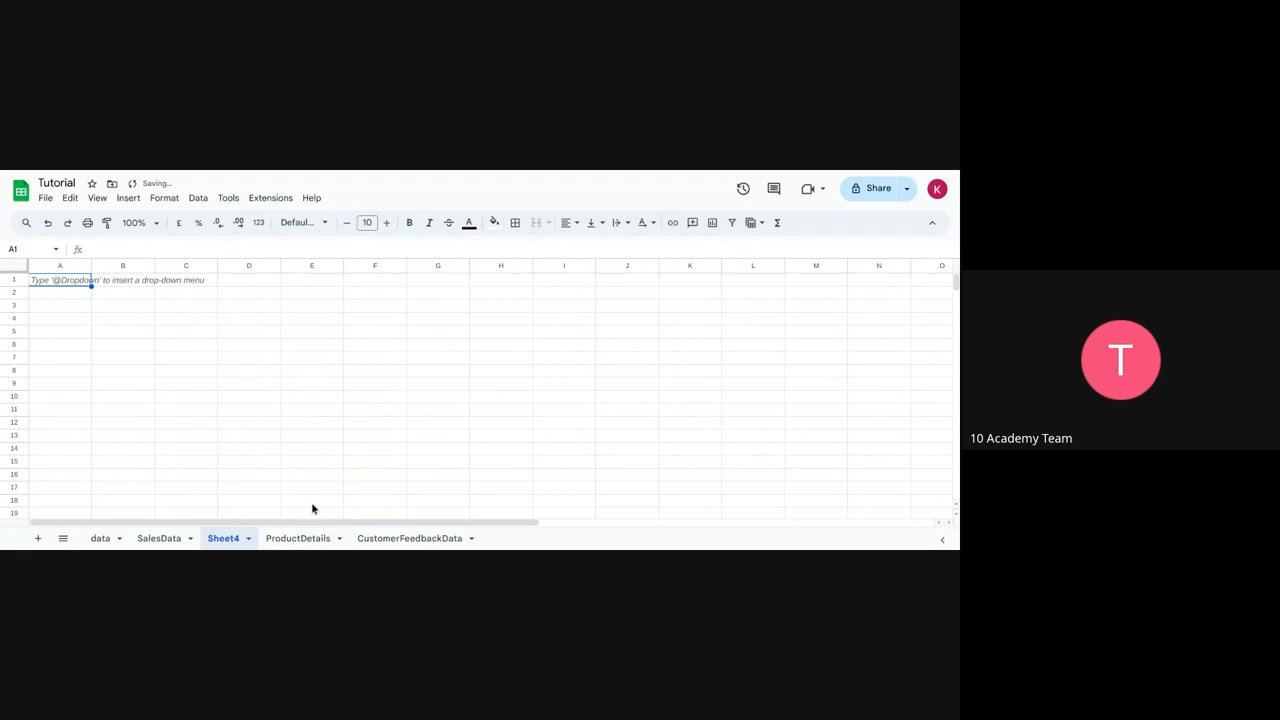 Tutorial Saving...
File Edit View Insert Format Data Tools Extensions Help
Share K
100% £ % .0 .00 123 Defaul... − 10 + B I A Σ
A1 fx
A B C D E F G H I J K L M N O
1 Type '@Dropdown' to insert a drop-down menu
2
3
4
5
6
7
8
9
10
11
12
13
14
15
16
17
18
19
+ data SalesData Sheet4 ProductDetails CustomerFeedbackData
T
10 Academy Team